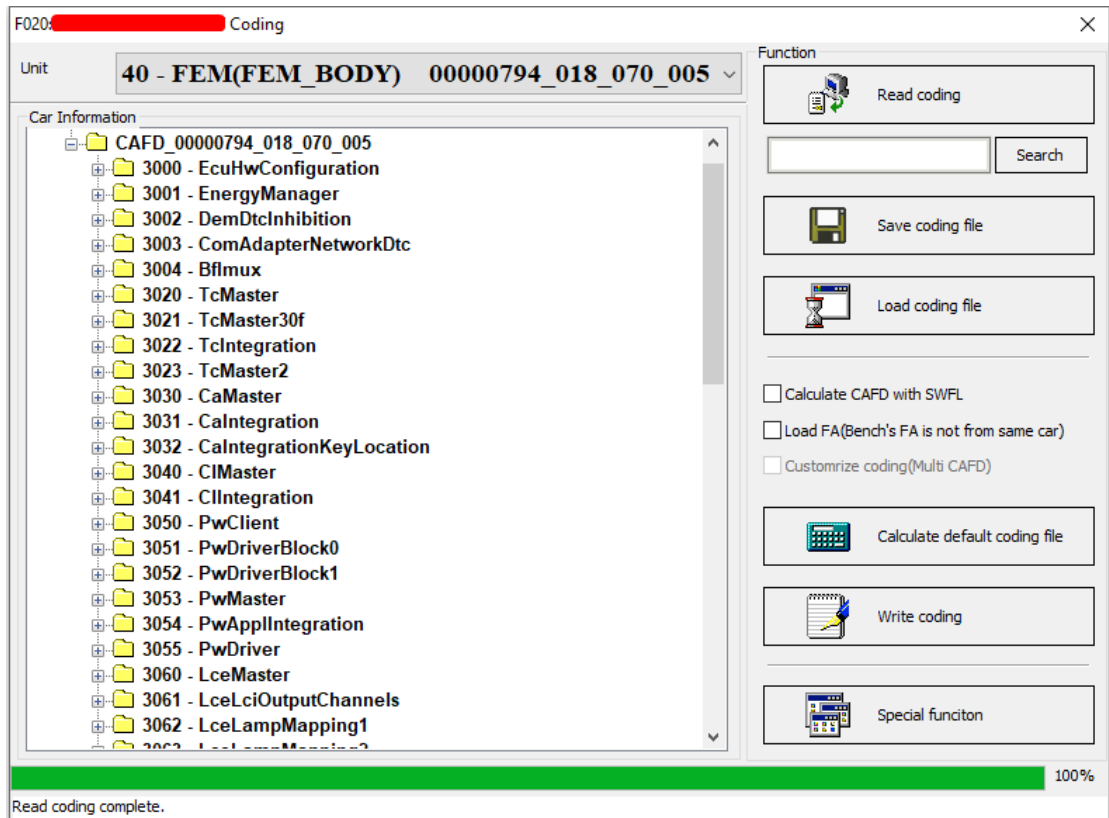 F020: Coding
Unit
40 - FEM(FEM_BODY) 00000794_018_070_005
Car Information
CAFD_00000794_018_070_005
3000 - EcuHwConfiguration
3001 - EnergyManager
3002 - DemDtcInhibition
3003 - ComAdapterNetworkDtc
3004 - Bflmux
3020 - TcMaster
3021 - TcMaster30f
3022 - TcIntegration
3023 - TcMaster2
3030 - CaMaster
3031 - CaIntegration
3032 - CaIntegrationKeyLocation
3040 - ClMaster
3041 - ClIntegration
3050 - PwClient
3051 - PwDriverBlock0
3052 - PwDriverBlock1
3053 - PwMaster
3054 - PwApplIntegration
3055 - PwDriver
3060 - LceMaster
3061 - LceLciOutputChannels
3062 - LceLampMapping1
Function
Read coding
Search
Save coding file
Load coding file
Calculate CAFD with SWFL
Load FA(Bench's FA is not from same car)
Customrize coding(Multi CAFD)
Calculate default coding file
Write coding
Special funciton
100%
Read coding complete.